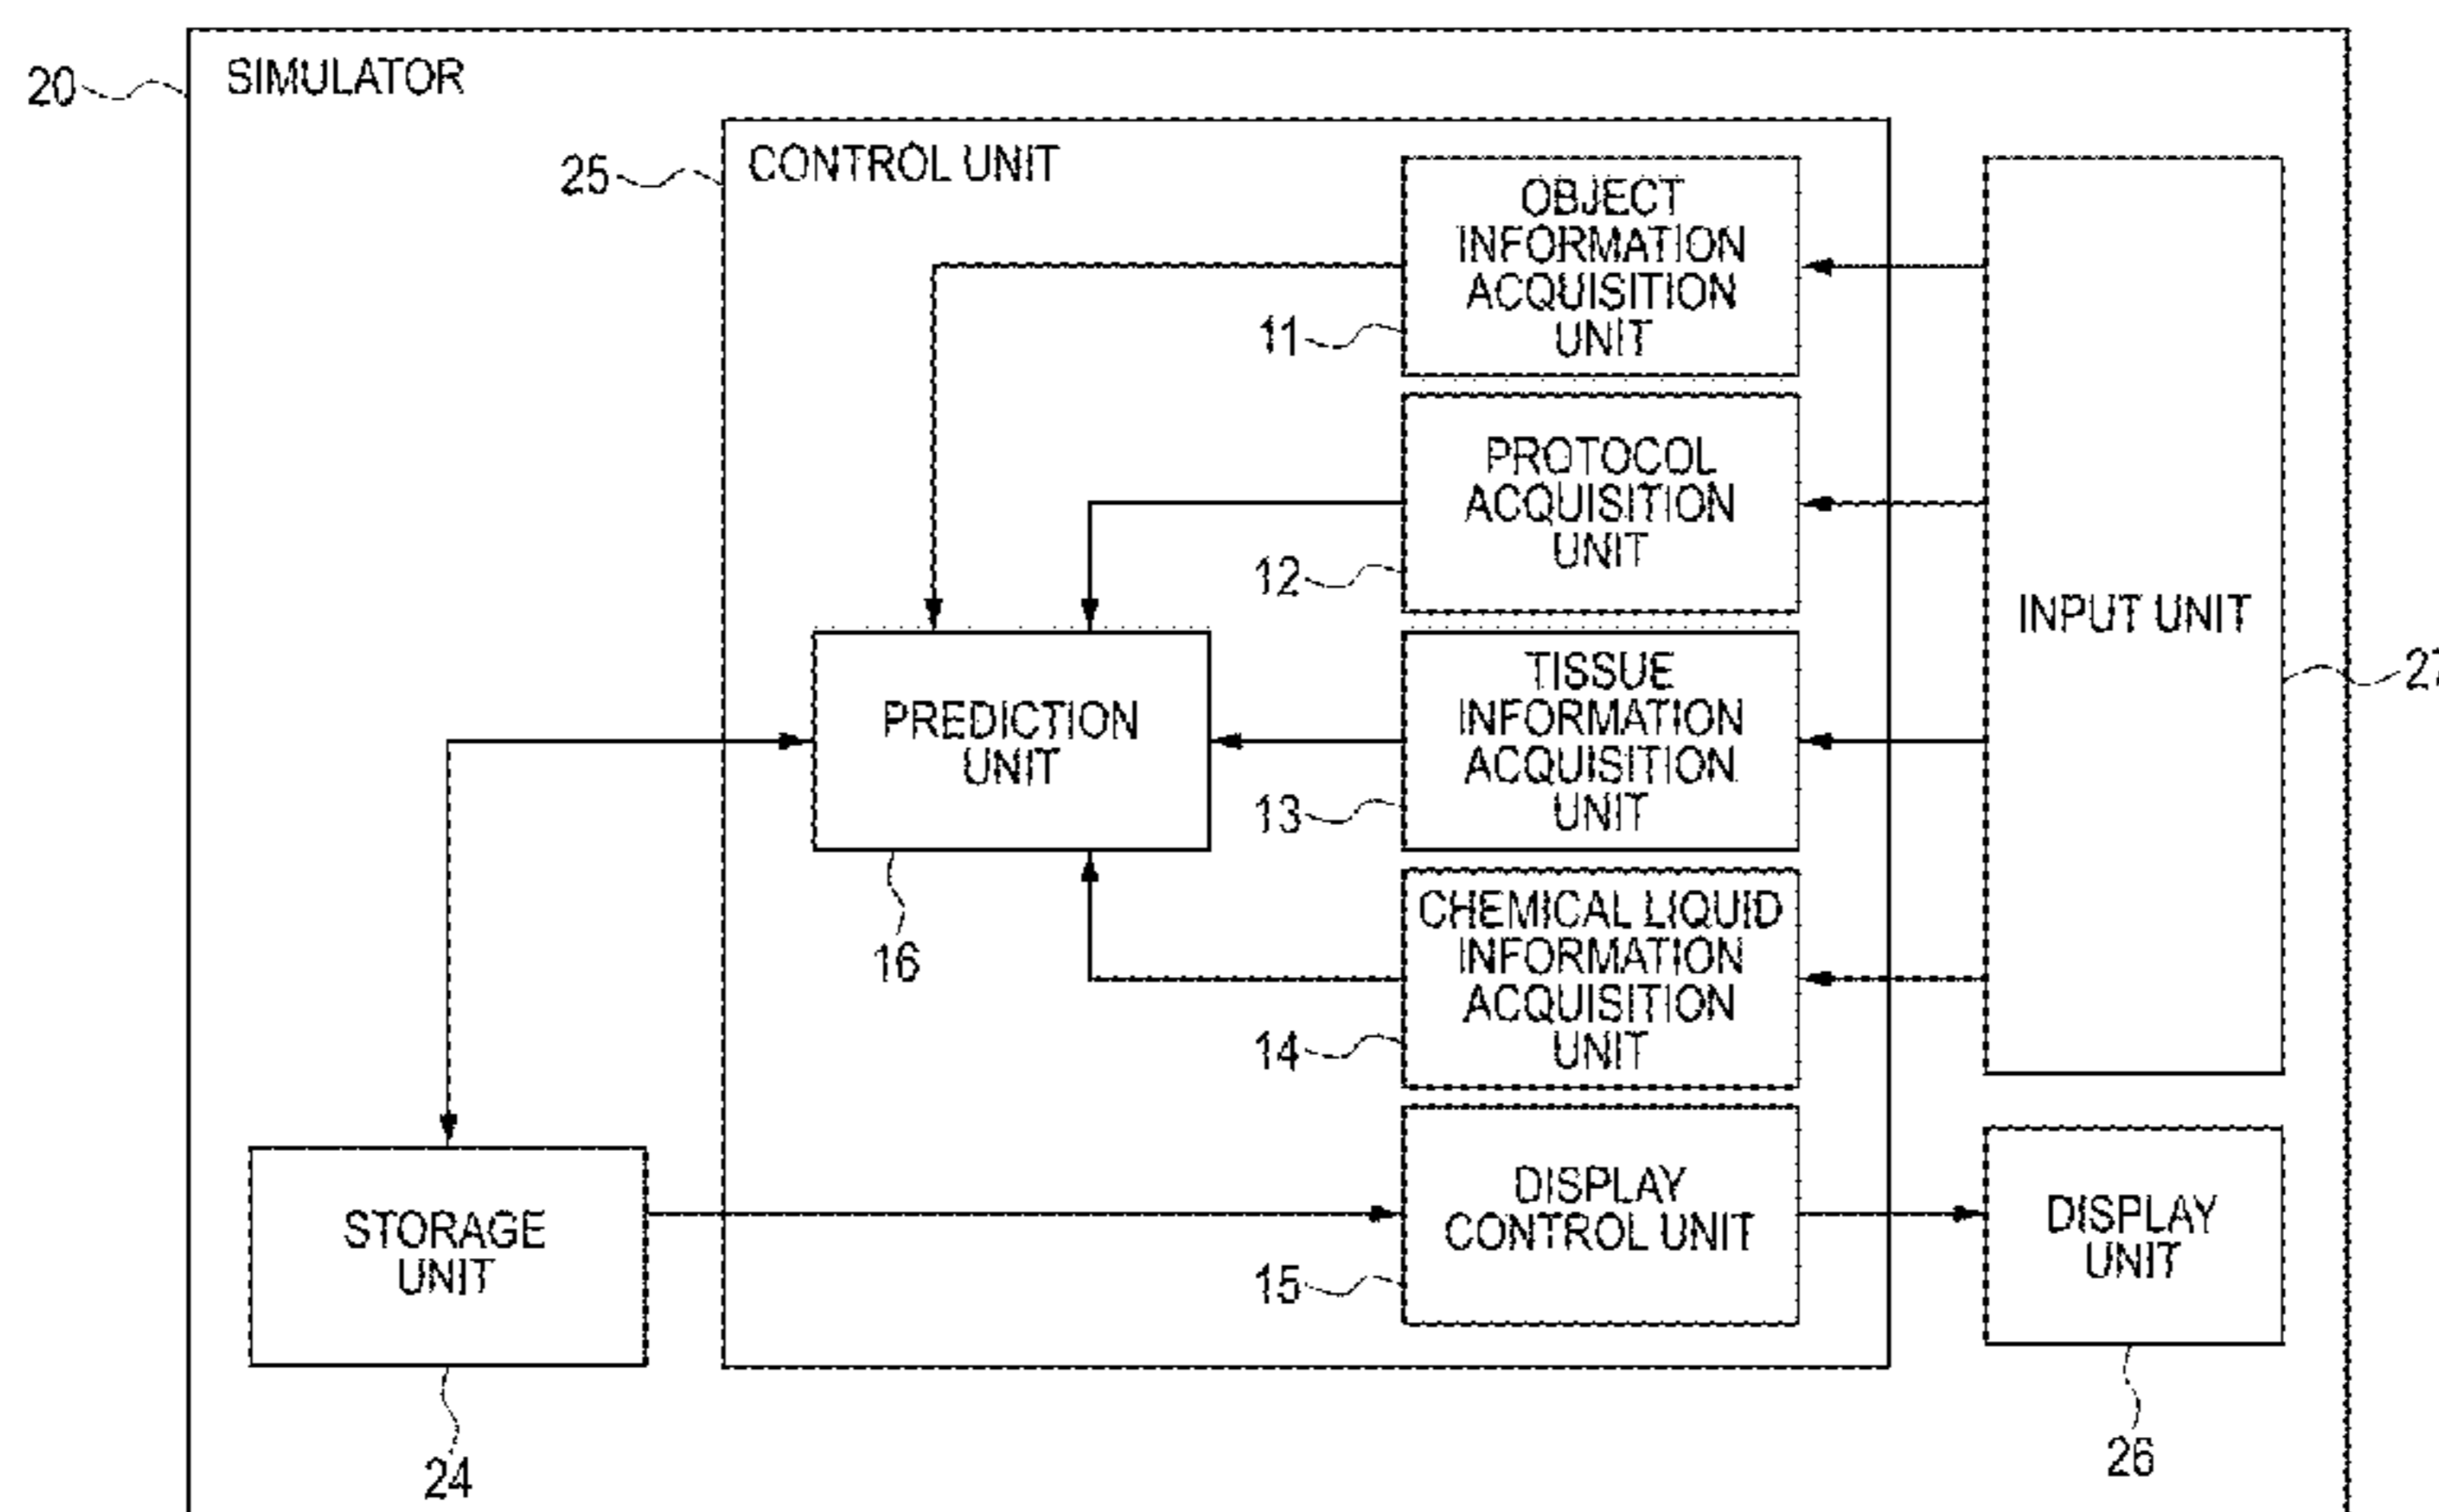 20
SIMULATOR
25
CONTROL UNIT
OBJECT
INFORMATION
ACQUISITION
UNIT
11
PROTOCOL
ACQUISITION
UNIT
12
INPUT UNIT
27
TISSUE
INFORMATION
ACQUISITION
UNIT
13
PREDICTION
UNIT
16
CHEMICAL LIQUID
INFORMATION
ACQUISITION
UNIT
14
DISPLAY
CONTROL UNIT
15
STORAGE
UNIT
24
DISPLAY
UNIT
26